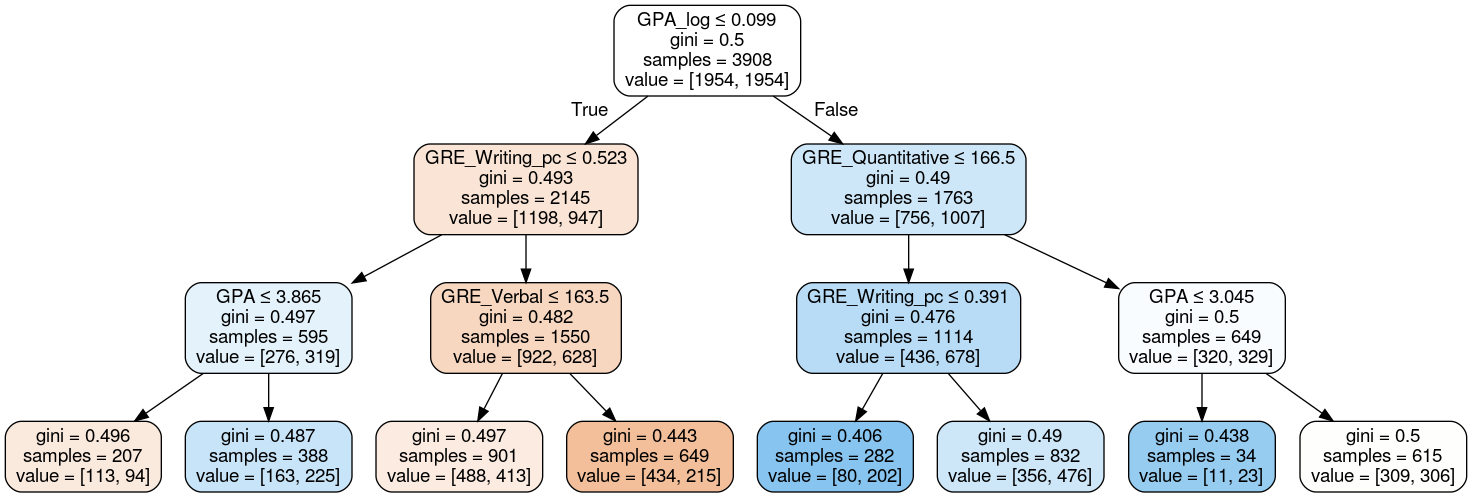 GPA_log ≤ 0.099
gini = 0.5
samples = 3908
value = [1954, 1954]
True
False
GRE_Writing_pc ≤ 0.523
gini = 0.493
samples = 2145
value = [1198, 947]
GRE_Quantitative ≤ 166.5
gini = 0.49
samples = 1763
value = [756, 1007]
GPA ≤ 3.865
gini = 0.497
samples = 595
value = [276, 319]
GRE_Verbal ≤ 163.5
gini = 0.482
samples = 1550
value = [922, 628]
GRE_Writing_pc ≤ 0.391
gini = 0.476
samples = 1114
value = [436, 678]
GPA ≤ 3.045
gini = 0.5
samples = 649
value = [320, 329]
gini = 0.496
samples = 207
value = [113, 94]
gini = 0.487
samples = 388
value = [163, 225]
gini = 0.497
samples = 901
value = [488, 413]
gini = 0.443
samples = 649
value = [434, 215]
gini = 0.406
samples = 282
value = [80, 202]
gini = 0.49
samples = 832
value = [356, 476]
gini = 0.438
samples = 34
value = [11, 23]
gini = 0.5
samples = 615
value = [309, 306]